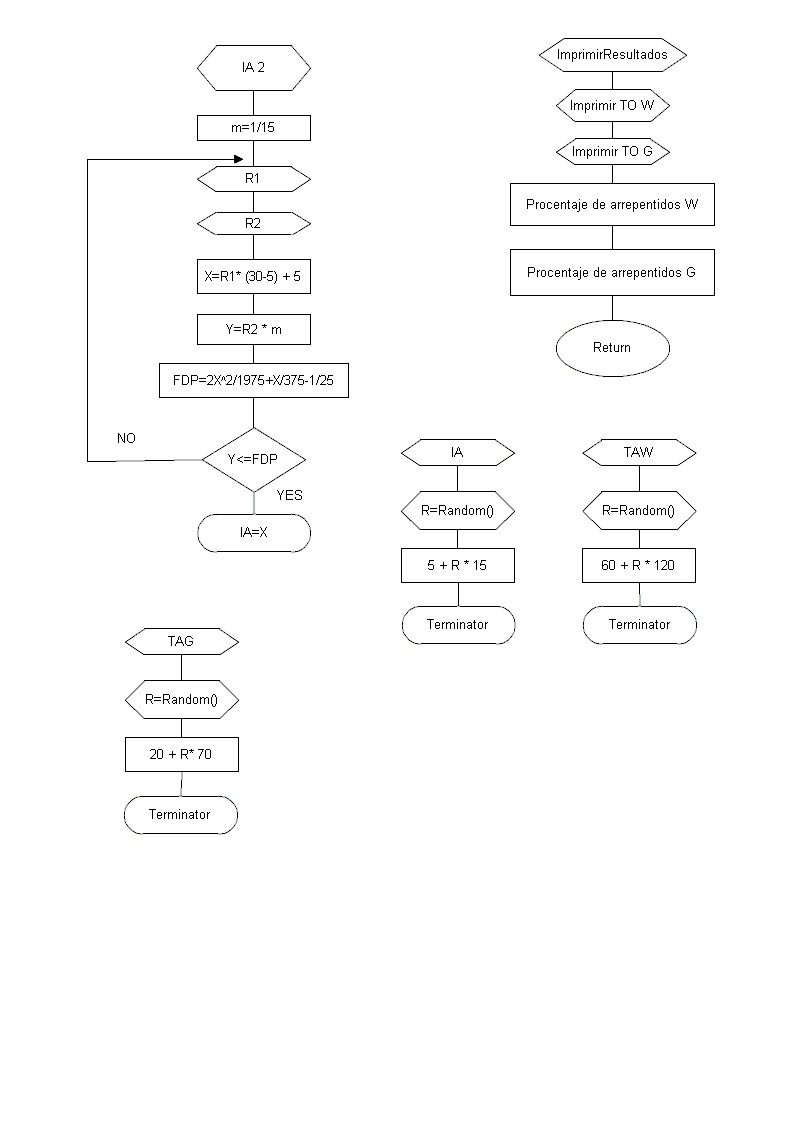 IA 2
m=1/15
R1
R2
X=R1* (30-5) + 5
Y=R2 * m
FDP=2X^2/1975+X/375-1/25
NO
Y<=FDP
YES
IA=X
ImprimirResultados
Imprimir TO W
Imprimir TO G
Procentaje de arrepentidos W
Procentaje de arrepentidos G
Return
IA
R=Random()
5 + R * 15
Terminator
TAW
R=Random()
60 + R * 120
Terminator
TAG
R=Random()
20 + R* 70
Terminator